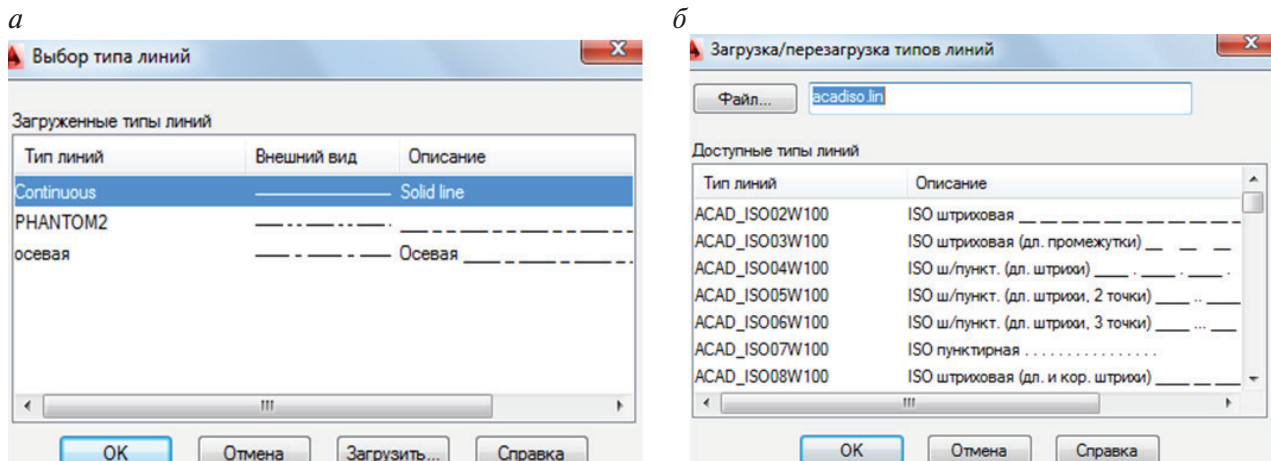 а
Выбор типа линий
Загруженные типы линий
Тип линий Внешний вид Описание
Continuous Solid line
PHANTOM2
осевая Осевая
ОК Отмена Загрузить... Справка
б
Загрузка/перезагрузка типов линий
Файл... acadiso.lin
Доступные типы линий
Тип линий Описание
ACAD_ISO02W100 ISO штриховая
ACAD_ISO03W100 ISO штриховая (дл. промежутки)
ACAD_ISO04W100 ISO ш/пункт. (дл. штрихи)
ACAD_ISO05W100 ISO ш/пункт. (дл. штрихи, 2 точки)
ACAD_ISO06W100 ISO ш/пункт. (дл. штрихи, 3 точки)
ACAD_ISO07W100 ISO пунктирная
ACAD_ISO08W100 ISO штриховая (дл. и кор. штрихи)
ОК Отмена Справка